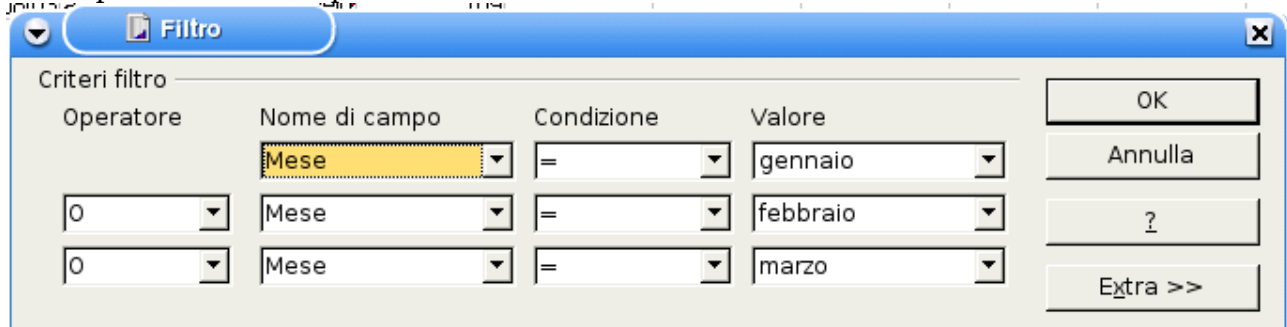 Filtro
Criteri filtro
Operatore Nome di campo Condizione Valore
OK
Mese = gennaio
Annulla
O Mese = febbraio
?
O Mese = marzo
Extra >>